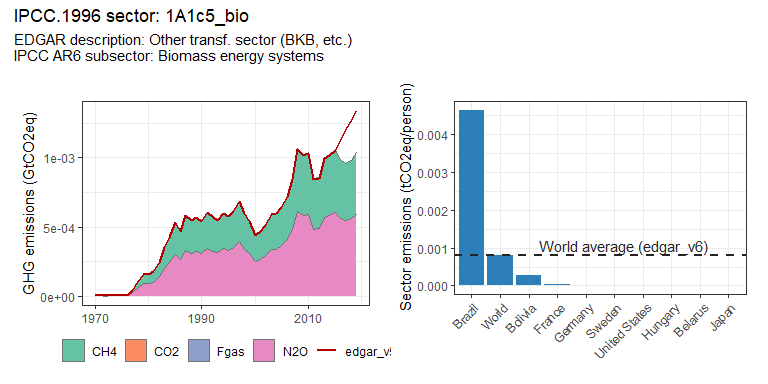 IPCC.1996 sector: 1A1c5_bio
EDGAR description: Other transf. sector (BKB, etc.)
IPCC AR6 subsector: Biomass energy systems
GHG emissions (GtCO2eq)
1e-03
5e-04
0e+00
1970
1990
2010
CH4
CO2
Fgas
N2O
edgar_v5
Sector emissions (tCO2eq/person)
0.004
0.003
0.002
0.001
0.000
World average (edgar_v6)
Brazil
World
Bolivia
France
Germany
Sweden
United States
Hungary
Belarus
Japan